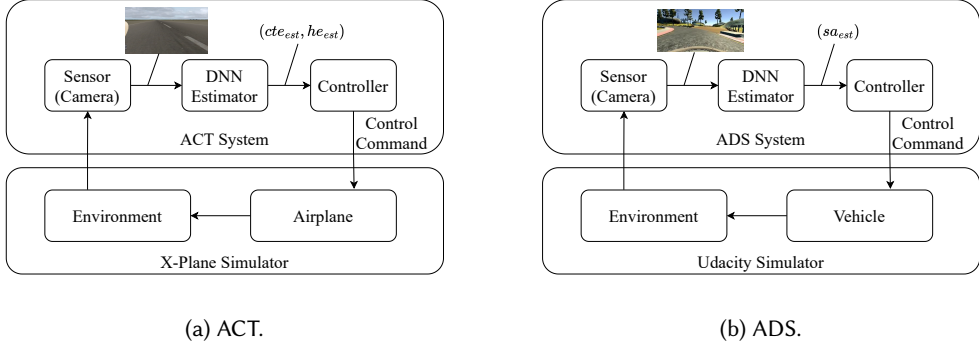 (cte_est, he_est)
Sensor
(Camera)
DNN
Estimator
Controller
Control
Command
ACT System
Environment
Airplane
X-Plane Simulator
(a) ACT.
(sa_est)
Sensor
(Camera)
DNN
Estimator
Controller
Control
Command
ADS System
Environment
Vehicle
Udacity Simulator
(b) ADS.